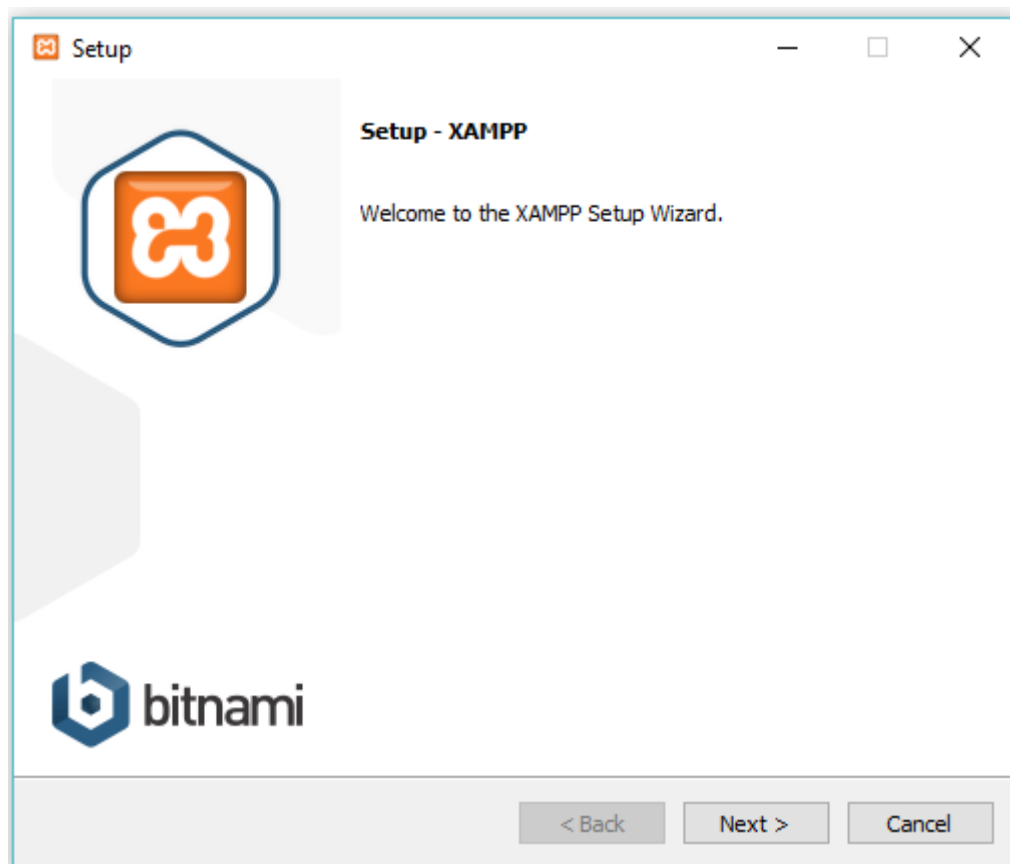 Setup
Setup - XAMPP
Welcome to the XAMPP Setup Wizard.
bitnami
< Back
Next >
Cancel